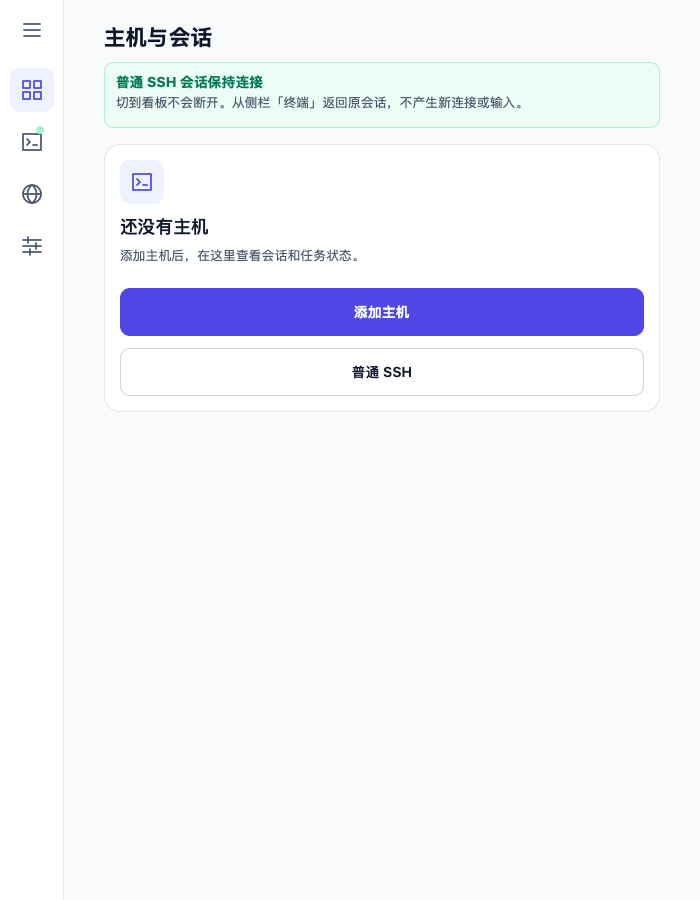 主机与会话
普通 SSH 会话保持连接
切到看板不会断开。从侧栏「终端」返回原会话，不产生新连接或输入。
还没有主机
添加主机后，在这里查看会话和任务状态。
添加主机
普通 SSH